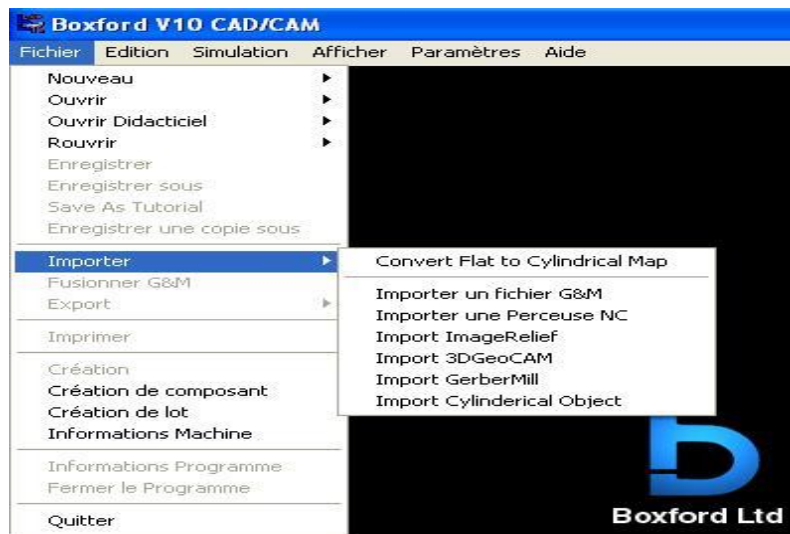 Boxford V10 CAD/CAM
Fichier Edition Simulation Afficher Paramètres Aide
Nouveau
Ouvrir
Ouvrir Didacticiel
Rouvrir
Enregistrer
Enregistrer sous
Save As Tutorial
Enregistrer une copie sous
Importer
Fusionner G&M
Export
Imprimer
Création
Création de composant
Création de lot
Informations Machine
Informations Programme
Fermer le Programme
Quitter
Convert Flat to Cylindrical Map
Importer un fichier G&M
Importer une Perceuse NC
Import ImageRelief
Import 3DGeoCAM
Import GerberMill
Import Cylinderical Object
Boxford Ltd